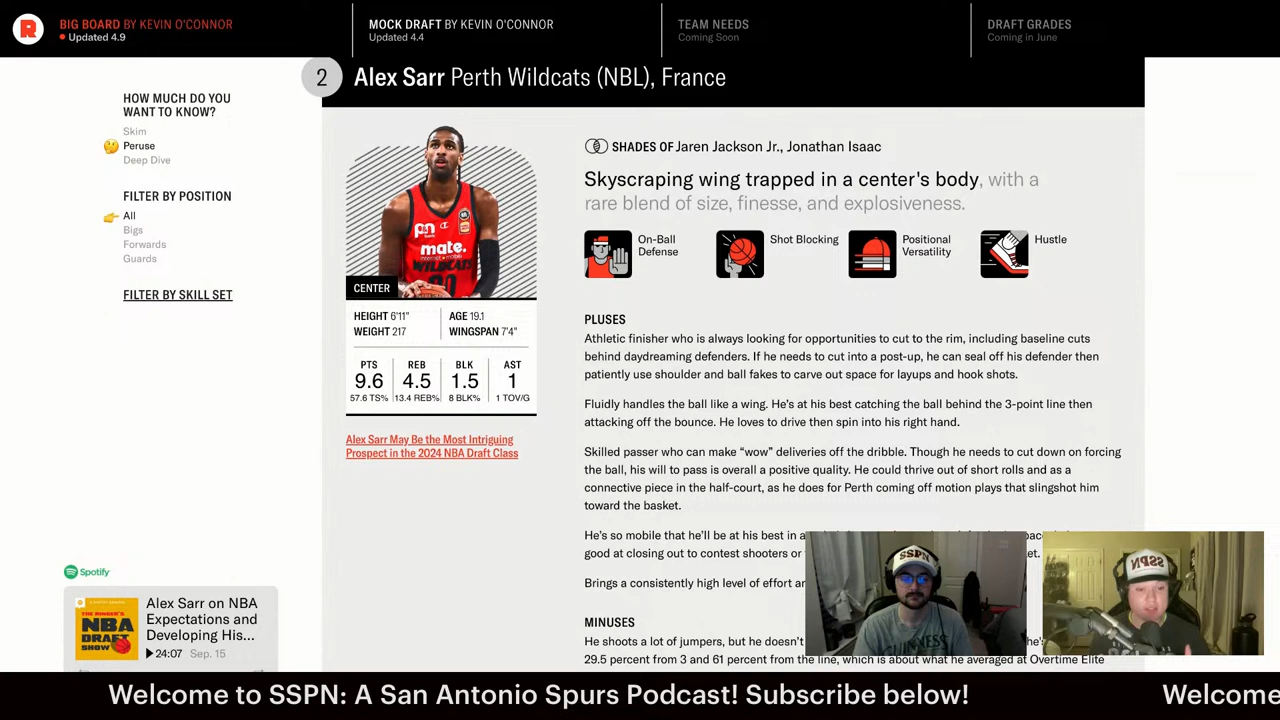 R
BIG BOARD BY KEVIN O'CONNOR
Updated 4.9
MOCK DRAFT BY KEVIN O'CONNOR
Updated 4.4
TEAM NEEDS
Coming Soon
DRAFT GRADES
Coming in June
2 Alex Sarr Perth Wildcats (NBL), France
HOW MUCH DO YOU
WANT TO KNOW?
Skim
Peruse
Deep Dive
FILTER BY POSITION
All
Bigs
Forwards
Guards
FILTER BY SKILL SET
mate.
WILDCATS
CENTER
HEIGHT 6'11"
WEIGHT 217
AGE 19.1
WINGSPAN 7'4"
PTS REB BLK AST
9.6 4.5 1.5 1
57.6 TS% 13.4 REB% 8 BLK% 1 TOV/G
Alex Sarr May Be the Most Intriguing
Prospect in the 2024 NBA Draft Class
SHADES OF Jaren Jackson Jr., Jonathan Isaac
Skyscraping wing trapped in a center's body, with a
rare blend of size, finesse, and explosiveness.
On-Ball
Defense
Shot Blocking
Positional
Versatility
Hustle
PLUSES
Athletic finisher who is always looking for opportunities to cut to the rim, including baseline cuts
behind daydreaming defenders. If he needs to cut into a post-up, he can seal off his defender then
patiently use shoulder and ball fakes to carve out space for layups and hook shots.
Fluidly handles the ball like a wing. He's at his best catching the ball behind the 3-point line then
attacking off the bounce. He loves to drive then spin into his right hand.
Skilled passer who can make “wow” deliveries off the dribble. Though he needs to cut down on forcing
the ball, his will to pass is overall a positive quality. He could thrive out of short rolls and as a
connective piece in the half-court, as he does for Perth coming off motion plays that slingshot him
toward the basket.
He's so mobile that he'll be at his best in a
good at closing out to contest shooters or
Brings a consistently high level of effort
MINUSES
He shoots a lot of jumpers, but he doesn't
29.5 percent from 3 and 61 percent from the line, which is about what he averaged at Overtime Elite
Spotify
THE RINGER'S
NBA
DRAFT
SHOW
Alex Sarr on NBA
Expectations and
Developing His...
24:07 Sep. 15
SSPN
GUINNESS
SSPN
Welcome to SSPN: A San Antonio Spurs Podcast! Subscribe below!
Welcome